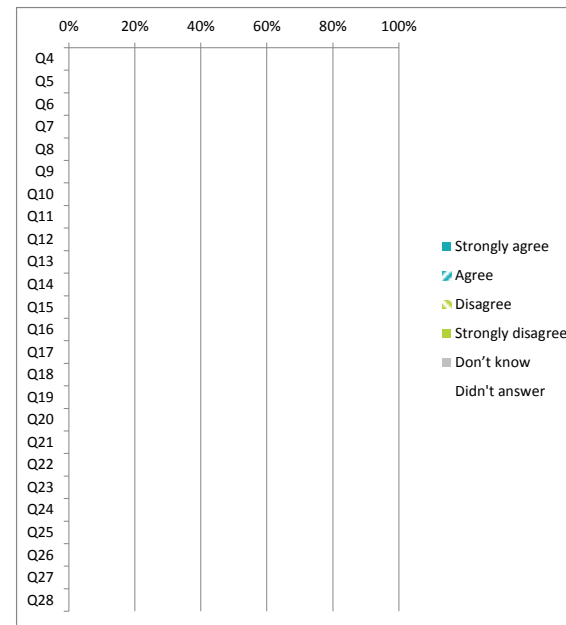 0% 20% 40% 60% 80% 100%
Q4
Q5
Q6
Q7
Q8
Q9
Q10
Q11
Q12
Q13
Q14
Q15
Q16
Q17
Q18
Q19
Q20
Q21
Q22
Q23
Q24
Q25
Q26
Q27
Q28
Strongly agree
Agree
Disagree
Strongly disagree
Don’t know
Didn't answer